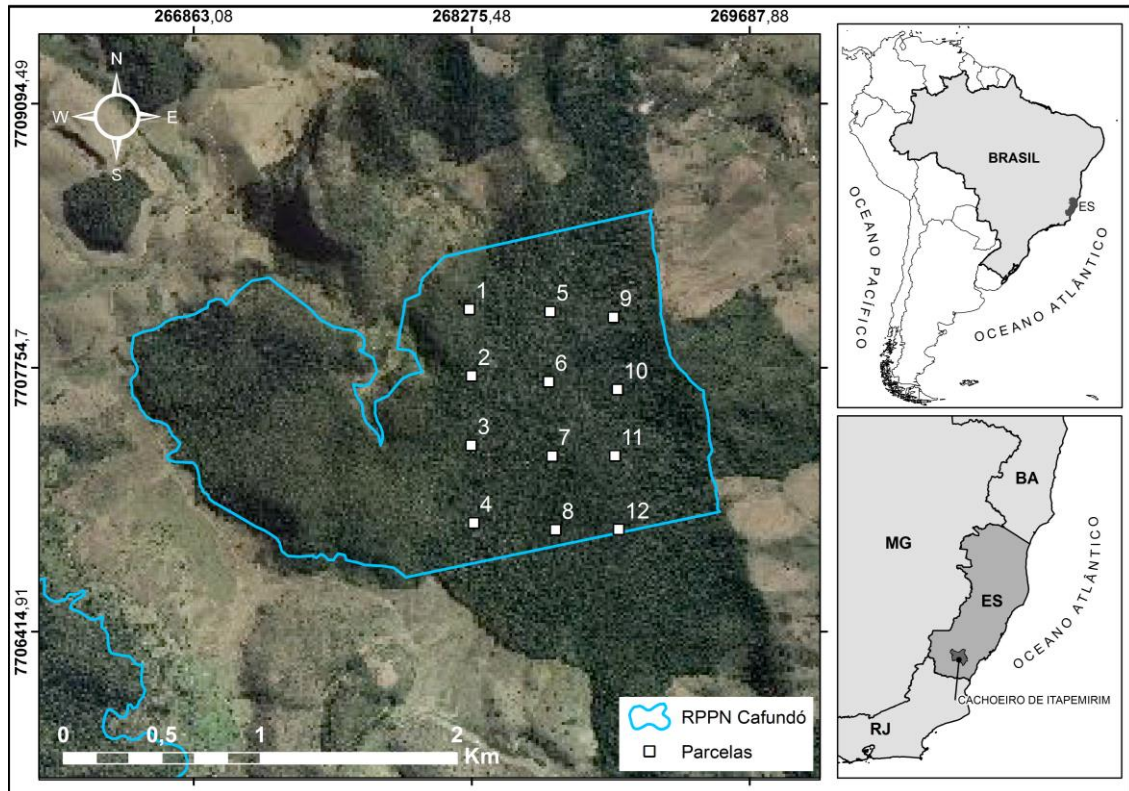 266863,08
268275,48
269687,88
7709094,49
7707754,7
7706414,91
N
W
E
S
1
5
9
2
6
10
3
7
11
4
8
12
0
0,5
1
2
Km
RPPN Cafundó
Parcelas
BRASIL
ES
OCEANO PACÍFICO
OCEANO ATLÂNTICO
BA
MG
ES
OCEANO ATLÂNTICO
CACHOEIRO DE ITAPEMIRIM
RJ